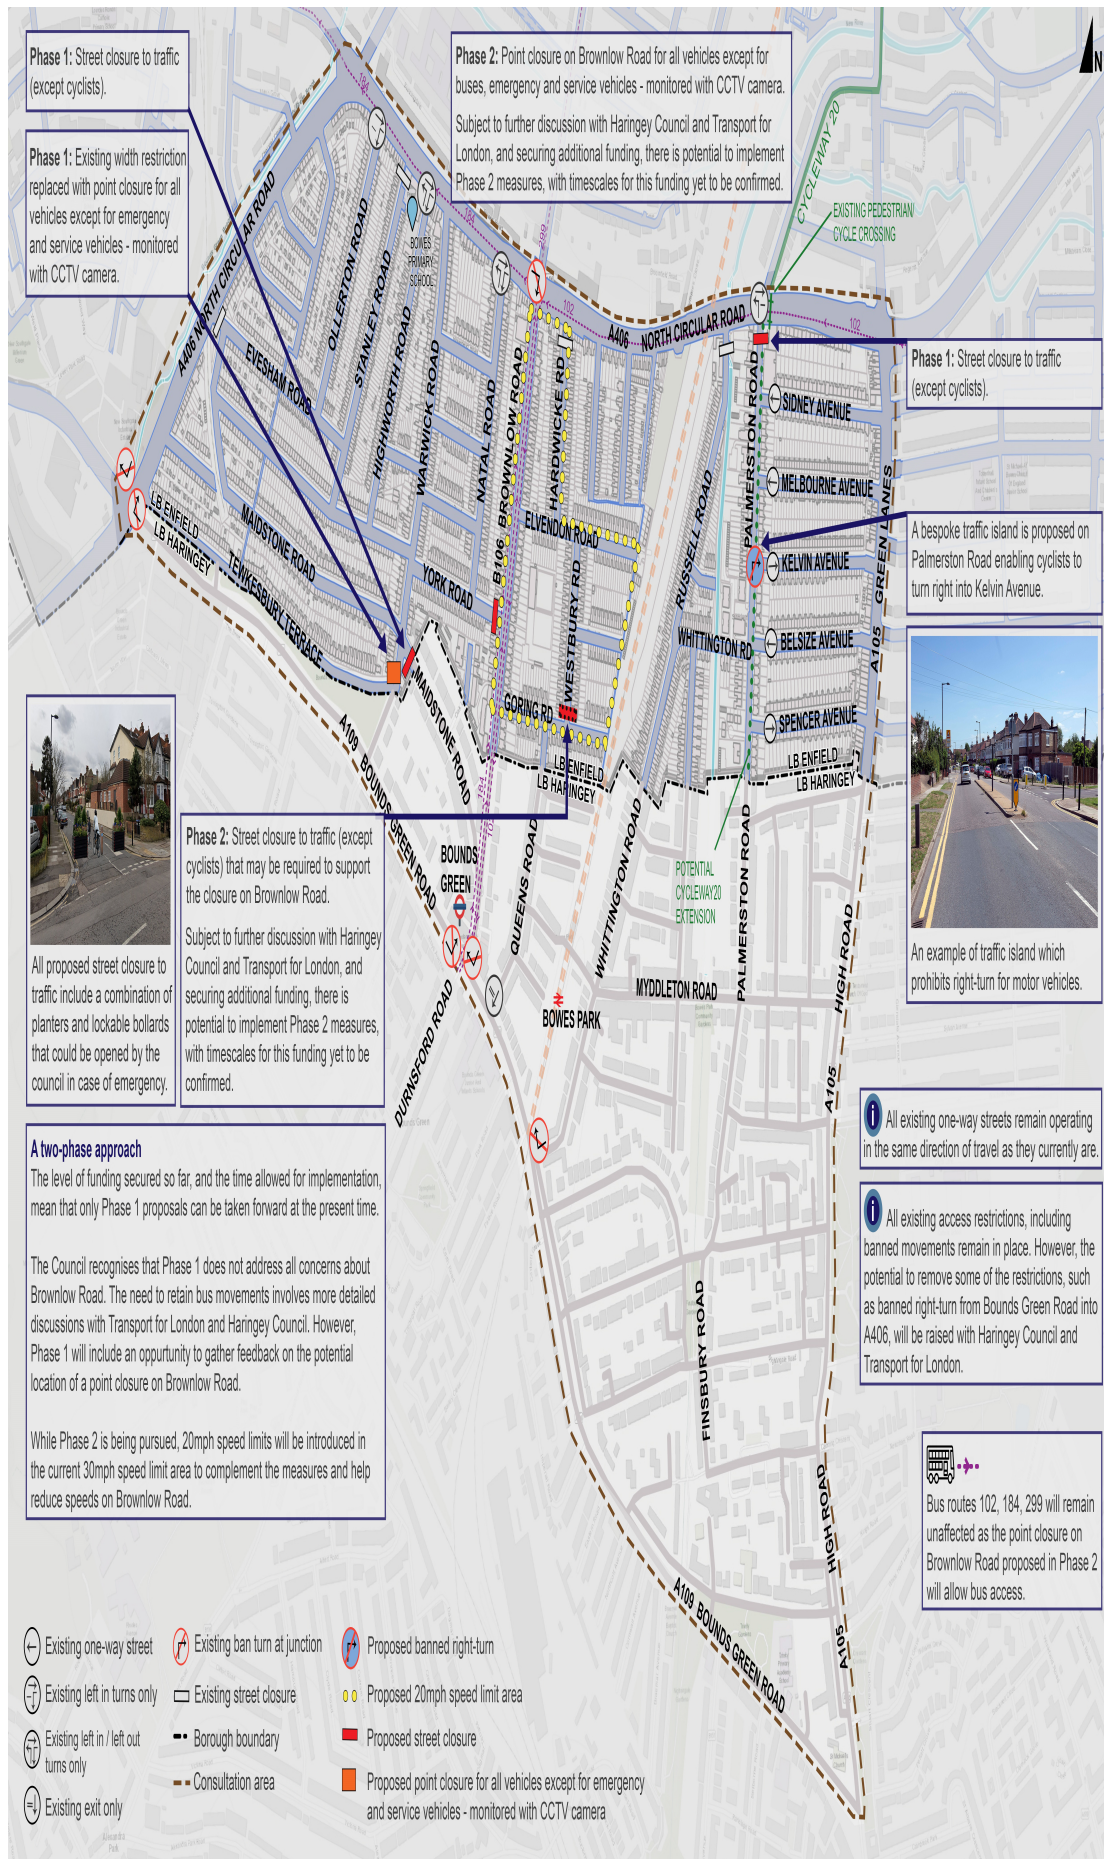 Phase 1: Street closure to traffic
(except cyclists).
Phase 1: Existing width restriction
replaced with point closure for all
vehicles except for emergency
and service vehicles - monitored
with CCTV camera.
Phase 2: Point closure on Brownlow Road for all vehicles except for
buses, emergency and service vehicles - monitored with CCTV camera.
Subject to further discussion with Haringey Council and Transport for
London, and securing additional funding, there is potential to implement
Phase 2 measures, with timescales for this funding yet to be confirmed.
N
CYCLEWAY 20
EXISTING PEDESTRIAN/
CYCLE CROSSING
184
184
299
102
102
A406 NORTH CIRCULAR ROAD
A406 NORTH CIRCULAR ROAD
BOWES
PRIMARY
SCHOOL
OLLERTON ROAD
STANLEY ROAD
HIGHWORTH ROAD
WARWICK ROAD
NATAL ROAD
B106 BROWNLOW ROAD
HARDWICKE RD
EVESHAM ROAD
MAIDSTONE ROAD
TEWKESBURY TERRACE
YORK ROAD
ELVENDON ROAD
WESTBURY RD
GORING RD
RUSSELL ROAD
PALMERSTON ROAD
WHITTINGTON RD
SIDNEY AVENUE
MELBOURNE AVENUE
KELVIN AVENUE
BELSIZE AVENUE
SPENCER AVENUE
A105 GREEN LANES
LB ENFIELD
LB HARINGEY
LB ENFIELD
LB HARINGEY
LB ENFIELD
LB HARINGEY
Phase 1: Street closure to traffic
(except cyclists).
A bespoke traffic island is proposed on
Palmerston Road enabling cyclists to
turn right into Kelvin Avenue.
An example of traffic island which
prohibits right-turn for motor vehicles.
All proposed street closure to
traffic include a combination of
planters and lockable bollards
that could be opened by the
council in case of emergency.
Phase 2: Street closure to traffic (except
cyclists) that may be required to support
the closure on Brownlow Road.
Subject to further discussion with Haringey
Council and Transport for London, and
securing additional funding, there is
potential to implement Phase 2 measures,
with timescales for this funding yet to be
confirmed.
MAIDSTONE ROAD
A109 BOUNDS GREEN ROAD
184
102
BOUNDS
GREEN
QUEENS ROAD
WHITTINGTON ROAD
POTENTIAL
CYCLEWAY20
EXTENSION
PALMERSTON ROAD
MYDDLETON ROAD
BOWES PARK
DURNSFORD ROAD
HIGH ROAD
A105
FINSBURY ROAD
HIGH ROAD
A105
A109 BOUNDS GREEN ROAD
A two-phase approach
The level of funding secured so far, and the time allowed for implementation,
mean that only Phase 1 proposals can be taken forward at the present time.
The Council recognises that Phase 1 does not address all concerns about
Brownlow Road. The need to retain bus movements involves more detailed
discussions with Transport for London and Haringey Council. However,
Phase 1 will include an oppurtunity to gather feedback on the potential
location of a point closure on Brownlow Road.
While Phase 2 is being pursued, 20mph speed limits will be introduced in
the current 30mph speed limit area to complement the measures and help
reduce speeds on Brownlow Road.
i All existing one-way streets remain operating
in the same direction of travel as they currently are.
i All existing access restrictions, including
banned movements remain in place. However, the
potential to remove some of the restrictions, such
as banned right-turn from Bounds Green Road into
A406, will be raised with Haringey Council and
Transport for London.
Bus routes 102, 184, 299 will remain
unaffected as the point closure on
Brownlow Road proposed in Phase 2
will allow bus access.
Existing one-way street
Existing left in turns only
Existing left in / left out
turns only
Existing exit only
Existing ban turn at junction
Existing street closure
Borough boundary
Consultation area
Proposed banned right-turn
Proposed 20mph speed limit area
Proposed street closure
Proposed point closure for all vehicles except for emergency
and service vehicles - monitored with CCTV camera
Alexandra
Park